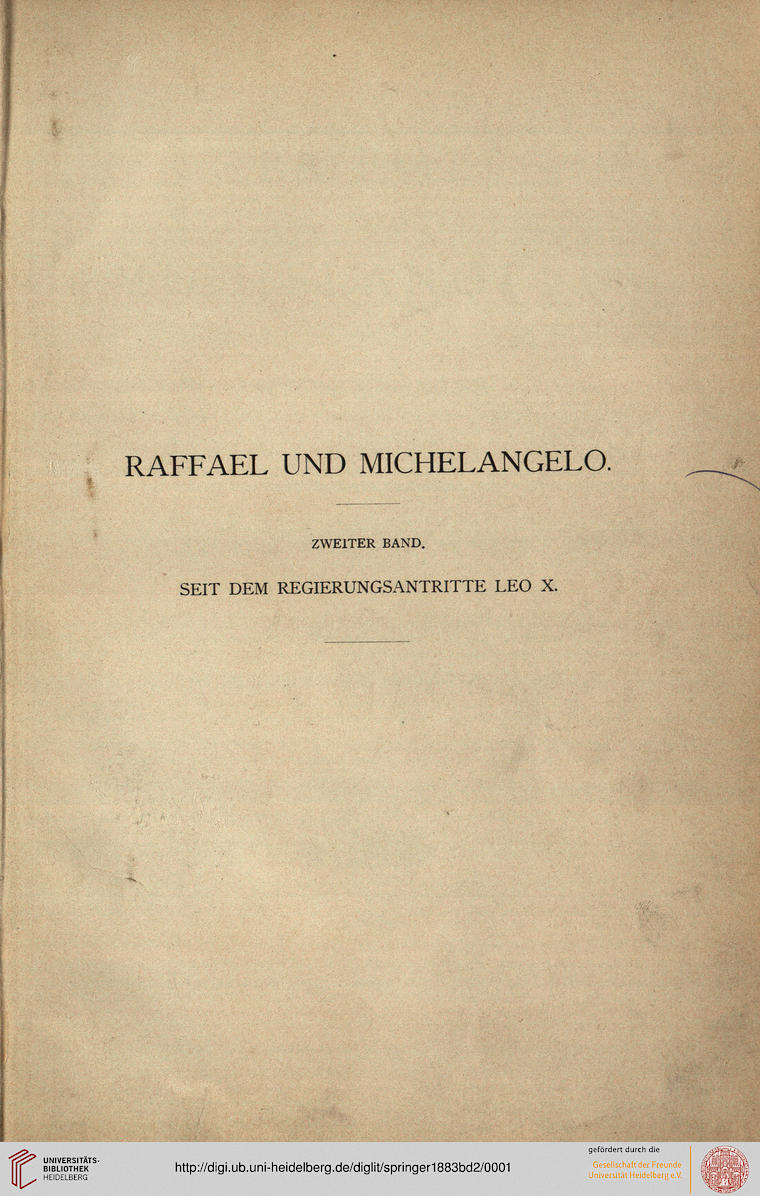 RAFFAEL UND MICHELANGELO.
ZWEITER BAND.
SEIT DEM REGIERUNGSANTRITTE LEO X.
UNIVERSITÄTS-
BIBLIOTHEK
HEIDELBERG
http://digi.ub.uni-heidelberg.de/diglit/springer1883bd2/0001
gefördert durch die
Gesellschaft der Freunde
Universität Heidelberg e.V.